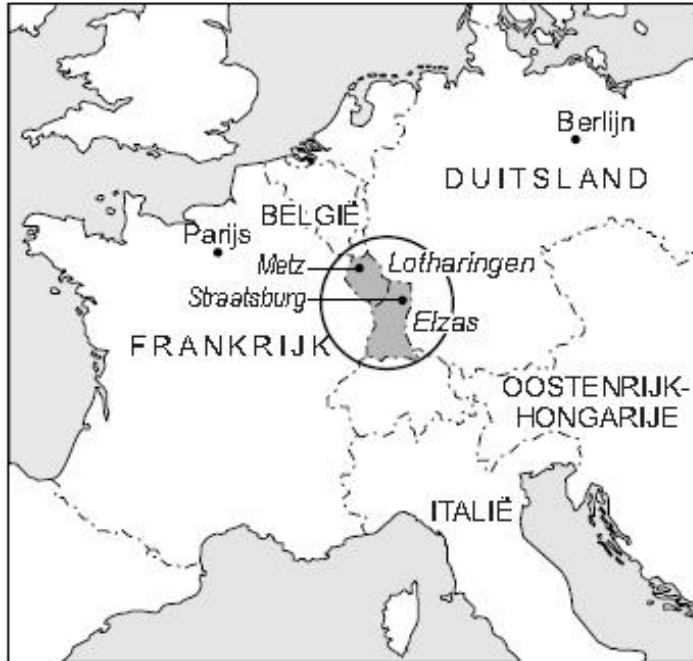 Berlijn
DUITSLAND
BELGIË
Parijs
Metz
Lotharingen
Straatsburg
Elzas
FRANKRIJK
OOSTENRIJK-
HONGARIJE
ITALIË